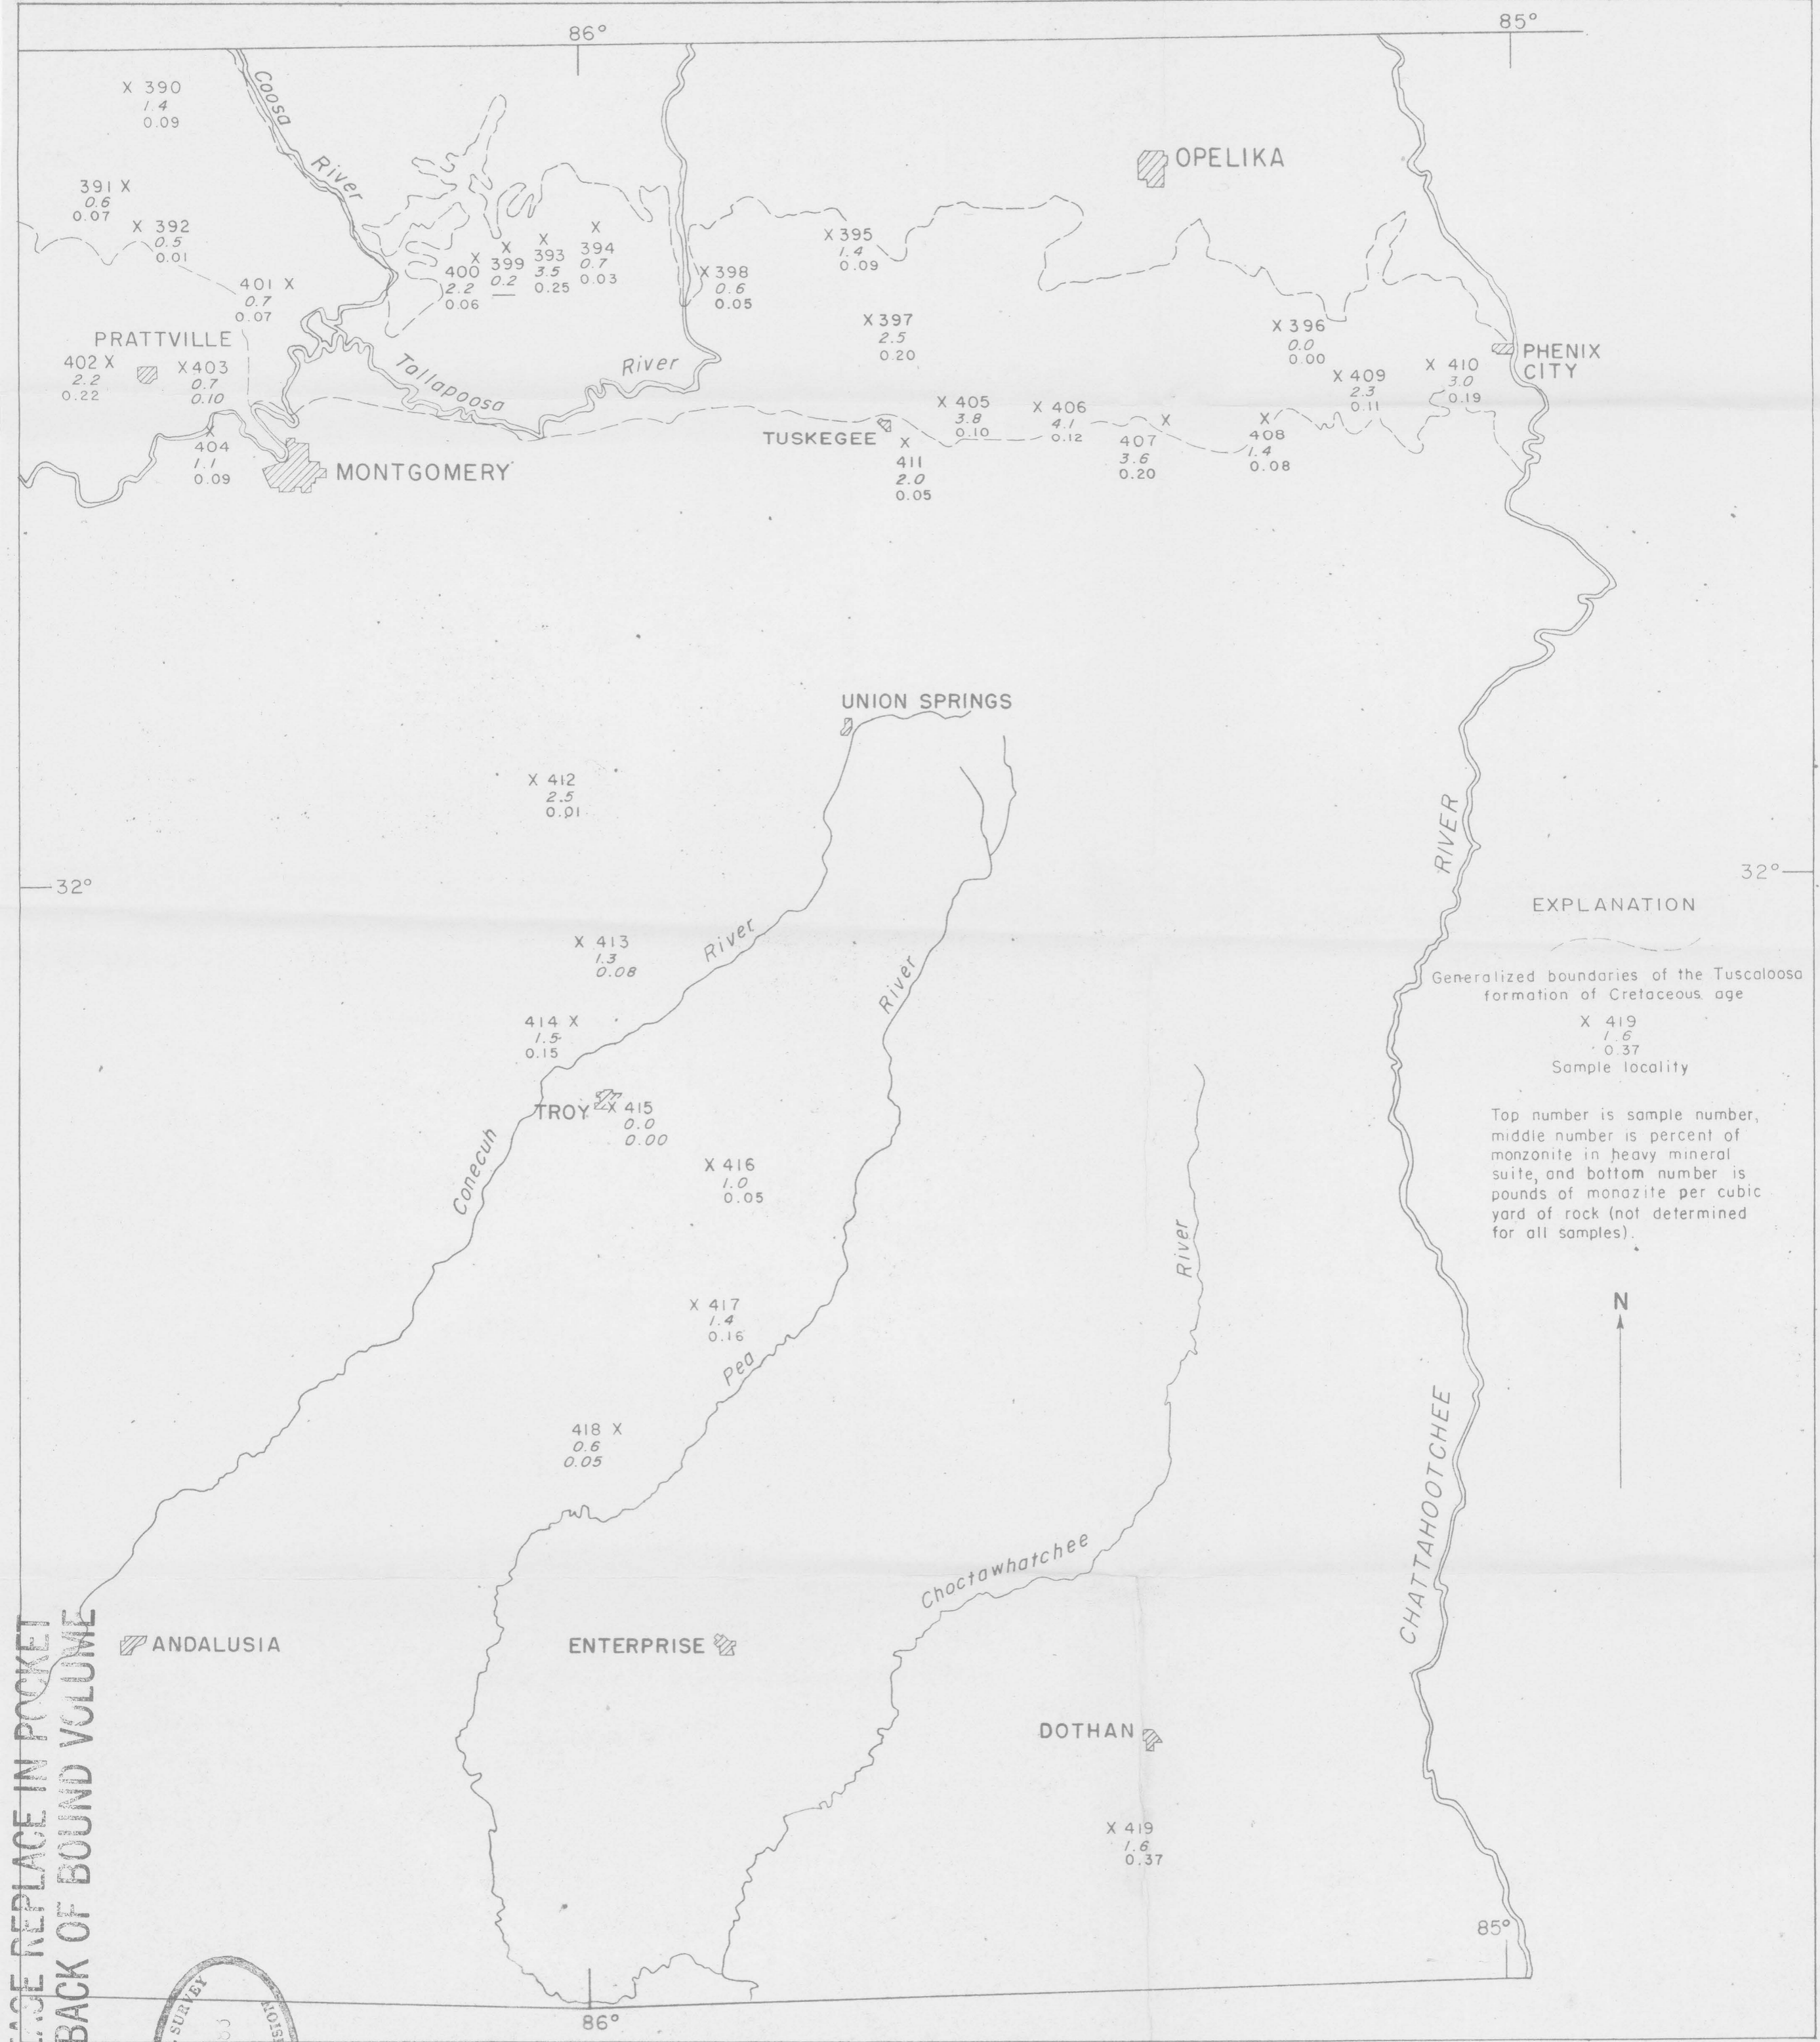 86°
85°
Coosa
River
X 390
1.4
0.09
OPELIKA
391 X
0.6
0.07
X 392
0.5
0.01
X
394
0.7
0.03
X
393
3.5
0.25
X
399
0.2
—
X
400
2.2
0.06
X 395
1.4
0.09
X 398
0.6
0.05
401 X
0.7
0.07
X 397
2.5
0.20
X 396
0.0
0.00
PRATTVILLE
402 X
2.2
0.22
X 403
0.7
0.10
Tallapoosa
River
PHENIX
CITY
X 410
3.0
0.19
X 409
2.3
0.11
X 405
3.8
0.10
X 406
4.1
0.12
X
407
3.6
0.20
X
408
1.4
0.08
TUSKEGEE
X
411
2.0
0.05
X
404
1.1
0.09
MONTGOMERY
UNION SPRINGS
X 412
2.5
0.01
32°
32°
RIVER
EXPLANATION
Generalized boundaries of the Tuscaloosa
formation of Cretaceous age
X 419
1.6
0.37
Sample locality
Top number is sample number,
middle number is percent of
monzonite in heavy mineral
suite, and bottom number is
pounds of monazite per cubic
yard of rock (not determined
for all samples).
N
X 413
1.3
0.08
River
River
414 X
1.5
0.15
TROY
X 415
0.0
0.00
Conecuh
X 416
1.0
0.05
River
X 417
1.4
0.16
Pea
418 X
0.6
0.05
CHATTAHOOTCHEE
Choctawhatchee
ANDALUSIA
ENTERPRISE
DOTHAN
X 419
1.6
0.37
85°
86°
REPLACE IN POCKET
BACK OF BOUND VOLUME
SURVEY